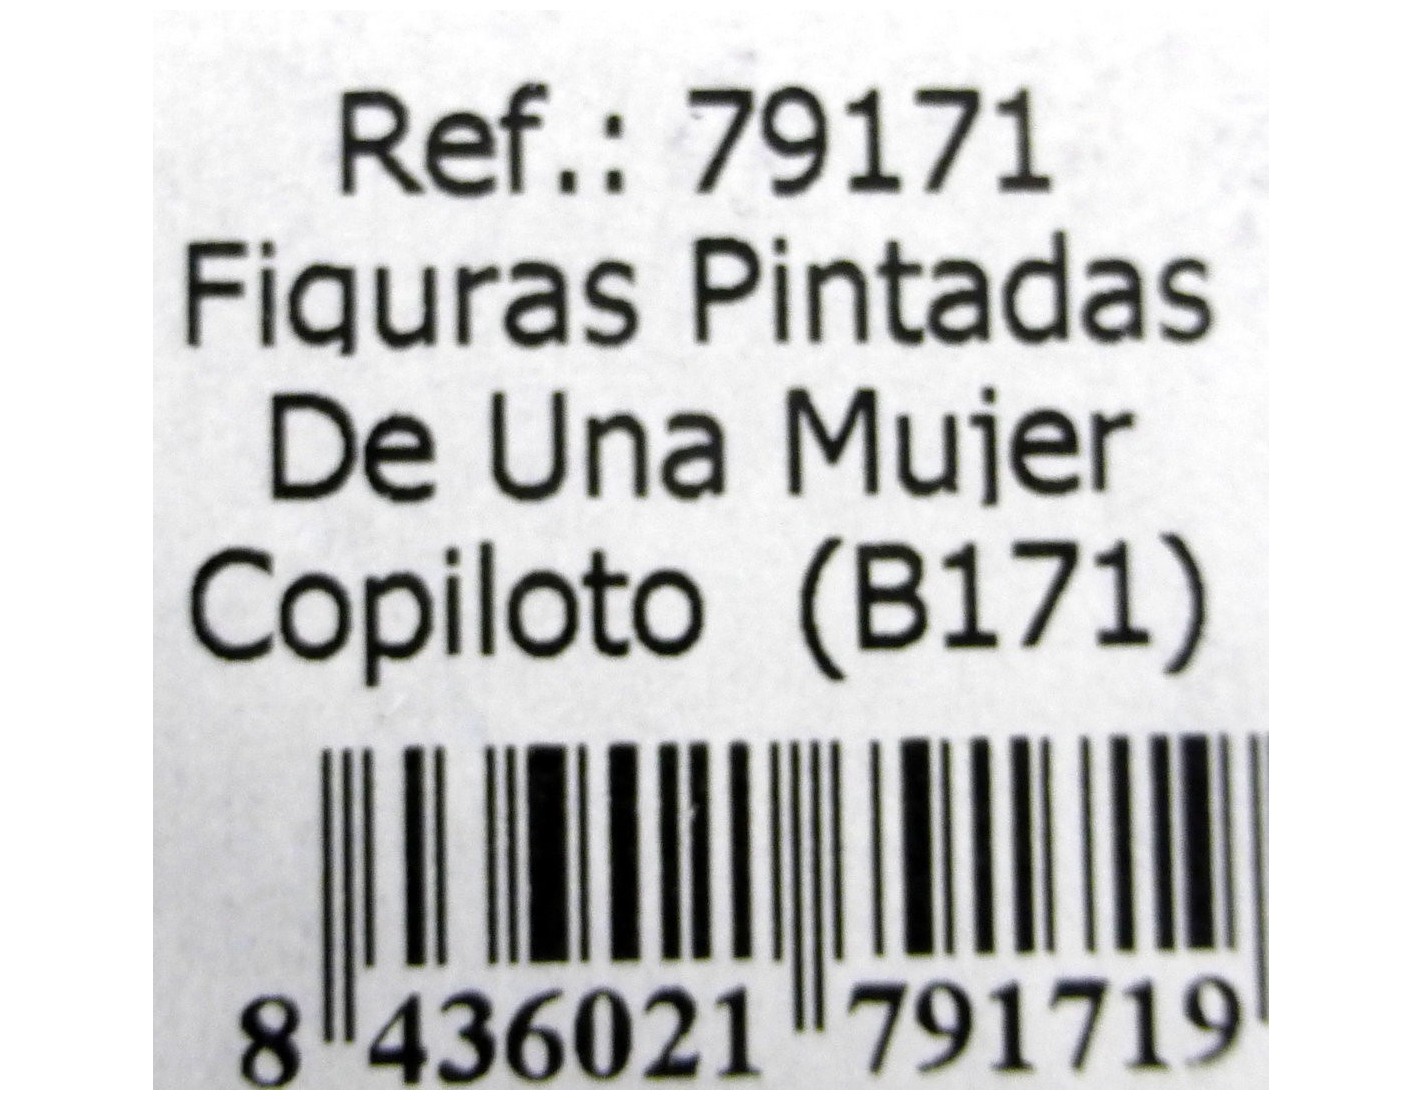 Ref.: 79171
Figuras Pintadas
De Una Mujer
Copiloto (B171)
8 436021 791719